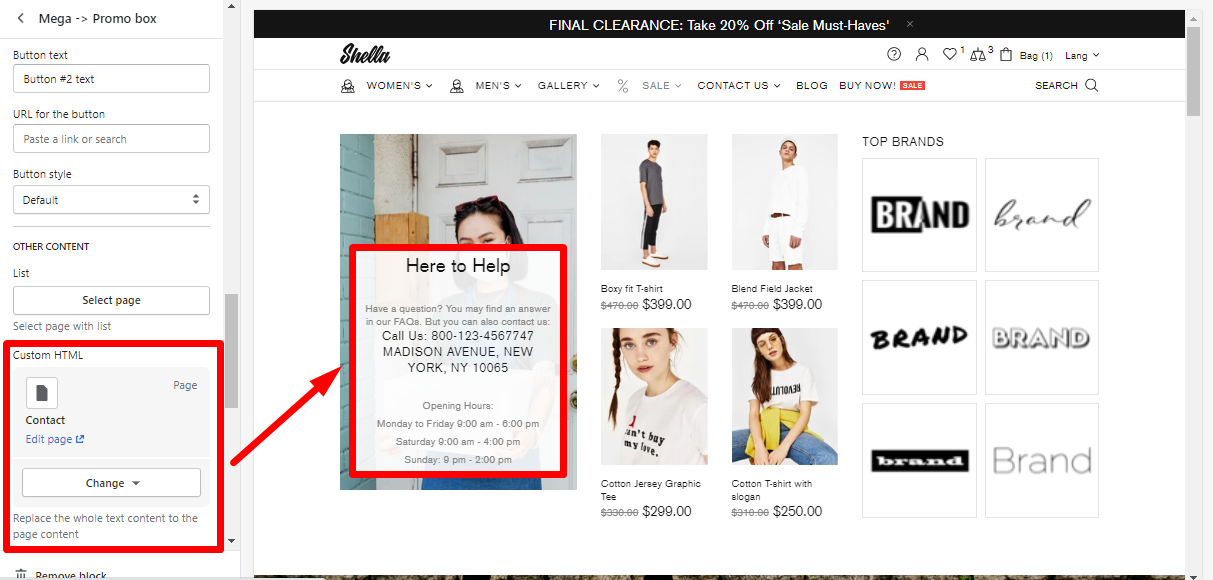 Mega -> Promo box
Button text
Button #2 text
URL for the button
Paste a link or search
Button style
Default
OTHER CONTENT
List
Select page
Select page with list
Custom HTML
Page
Contact
Edit page
Change
Replace the whole text content to the
page content
Remove block
FINAL CLEARANCE: Take 20% Off ‘Sale Must-Haves' ×
Shella
1 3 Bag (1) Lang
WOMEN'S MEN'S GALLERY % SALE CONTACT US BLOG BUY NOW! SALE SEARCH
Here to Help
Have a question? You may find an answer
in our FAQs. But you can also contact us:
Call Us: 800-123-4567747
MADISON AVENUE, NEW
YORK, NY 10065
Opening Hours:
Monday to Friday 9:00 am - 6:00 pm
Saturday 9:00 am - 4:00 pm
Sunday: 9 pm - 2:00 pm
Boxy fit T-shirt
$470.00 $399.00
Blend Field Jacket
$470.00 $399.00
can't buy
my love.
Cotton Jersey Graphic
Tee
$330.00 $299.00
REVOLUT
Cotton T-shirt with
slogan
$310.00 $250.00
TOP BRANDS
BRAND
brand
BRAND
BRAND
brand
Brand